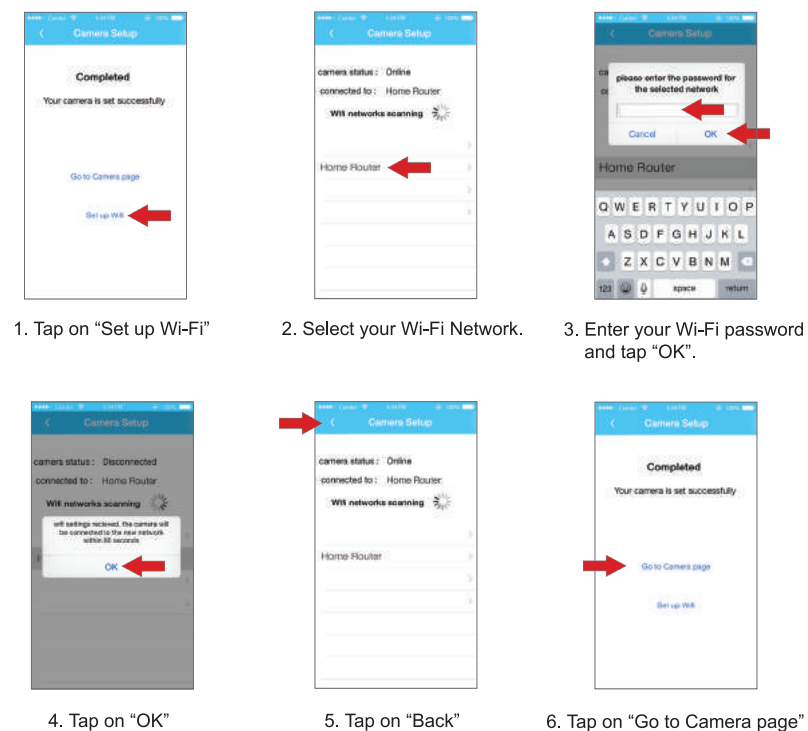 Camera Setup
Completed
Your camera is set successfully
Go to Camera page
Set up Wifi
1. Tap on “Set up Wi-Fi”
Camera Setup
camera status : Online
connected to : Home Router
Wifi networks scanning
Home Router
2. Select your Wi-Fi Network.
Camera Setup
please enter the password for
the selected network
Cancel OK
Home Router
Q W E R T Y U I O P
A S D F G H J K L
Z X C V B N M
123 space return
3. Enter your Wi-Fi password
and tap “OK”.
Camera Setup
camera status : Disconnected
connected to : Home Router
Wifi networks scanning
wifi settings recieved, the camera will
be connected to the new network
within 60 seconds
OK
4. Tap on “OK”
Camera Setup
camera status : Online
connected to : Home Router
Wifi networks scanning
Home Router
5. Tap on “Back”
Camera Setup
Completed
Your camera is set successfully
Go to Camera page
Set up Wifi
6. Tap on “Go to Camera page”